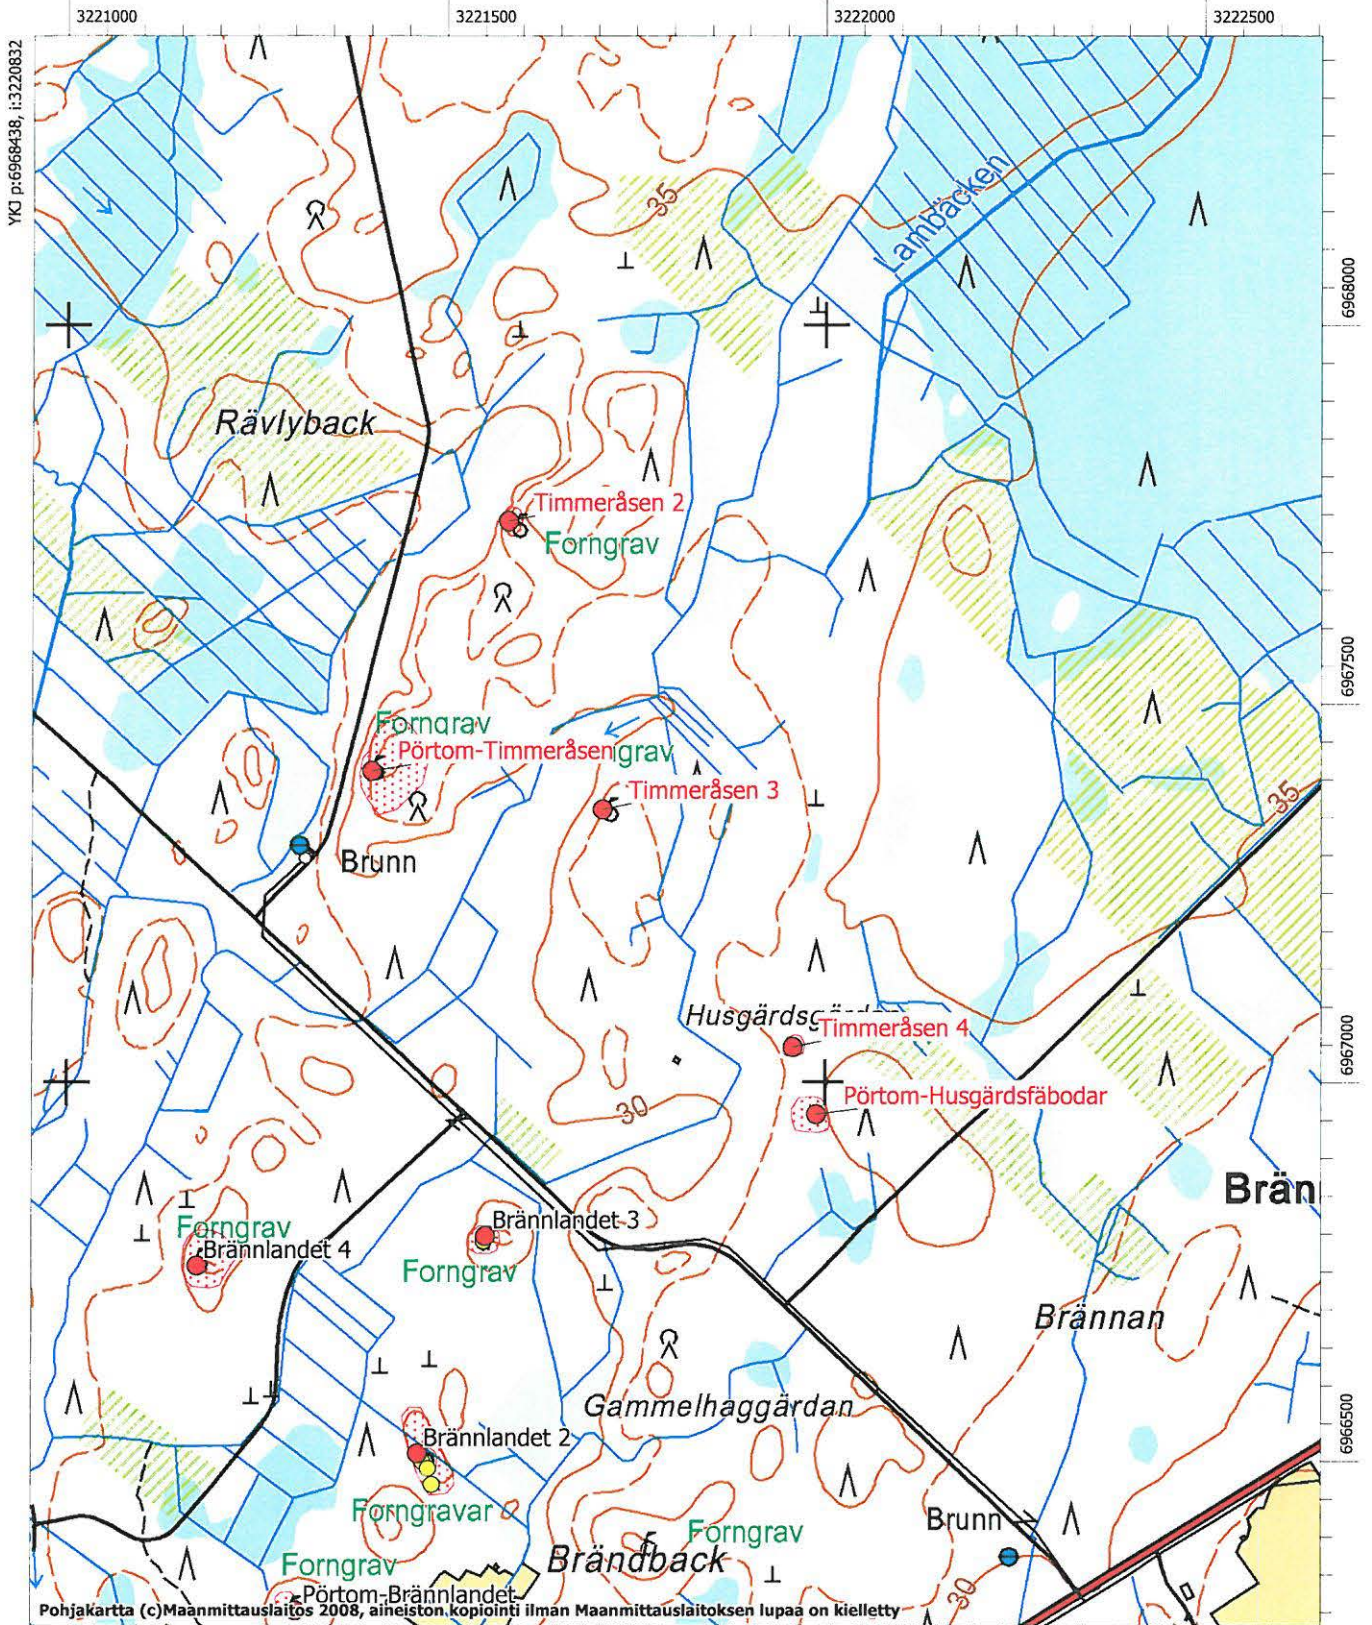 3221000
3221500
3222000
3222500
YKJ p:6968438, i:3220832
35
Lambäcken
6968000
Rävlyback
Timmeråsen 2
Forngrav
6967500
Forngrav
Pörtom-Timmeråsen
grav
Timmeråsen 3
35
Brunn
Husgärdsgärdan
Timmeråsen 4
6967000
Pörtom-Husgärdsfäbodar
30
Brän
Brännlandet 3
Forngrav
Brännlandet 4
Forngrav
Brännan
Gammelhaggärdan
6966500
Brännlandet 2
Forngravar
Brunn
Forngrav
Brändback
Forngrav
Pörtom-Brännlandet
30
Pohjakartta (c)Maanmittauslaitos 2008, aineiston kopiointi ilman Maanmittauslaitoksen lupaa on kielletty